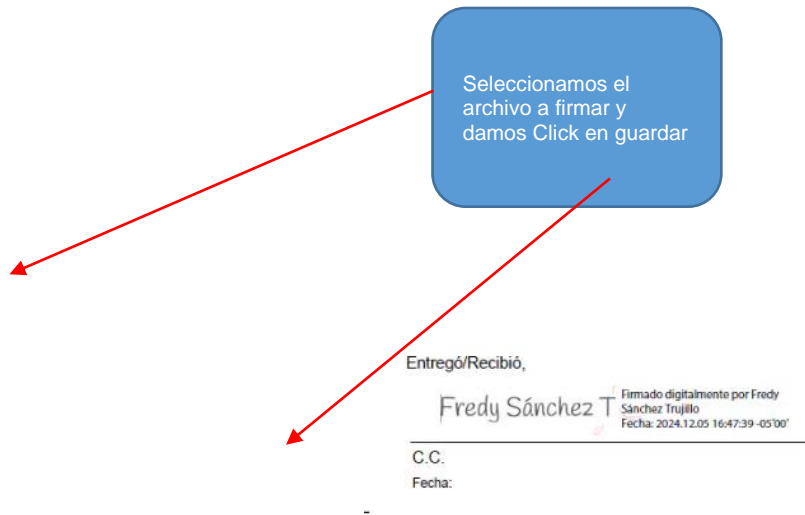 Seleccionamos el
archivo a firmar y
damos Click en guardar
Entregó/Recibió,
Fredy Sánchez T
Firmado digitalmente por Fredy
Sánchez Trujillo
Fecha: 2024.12.05 16:47:39 -05'00'
C.C.
Fecha:
-